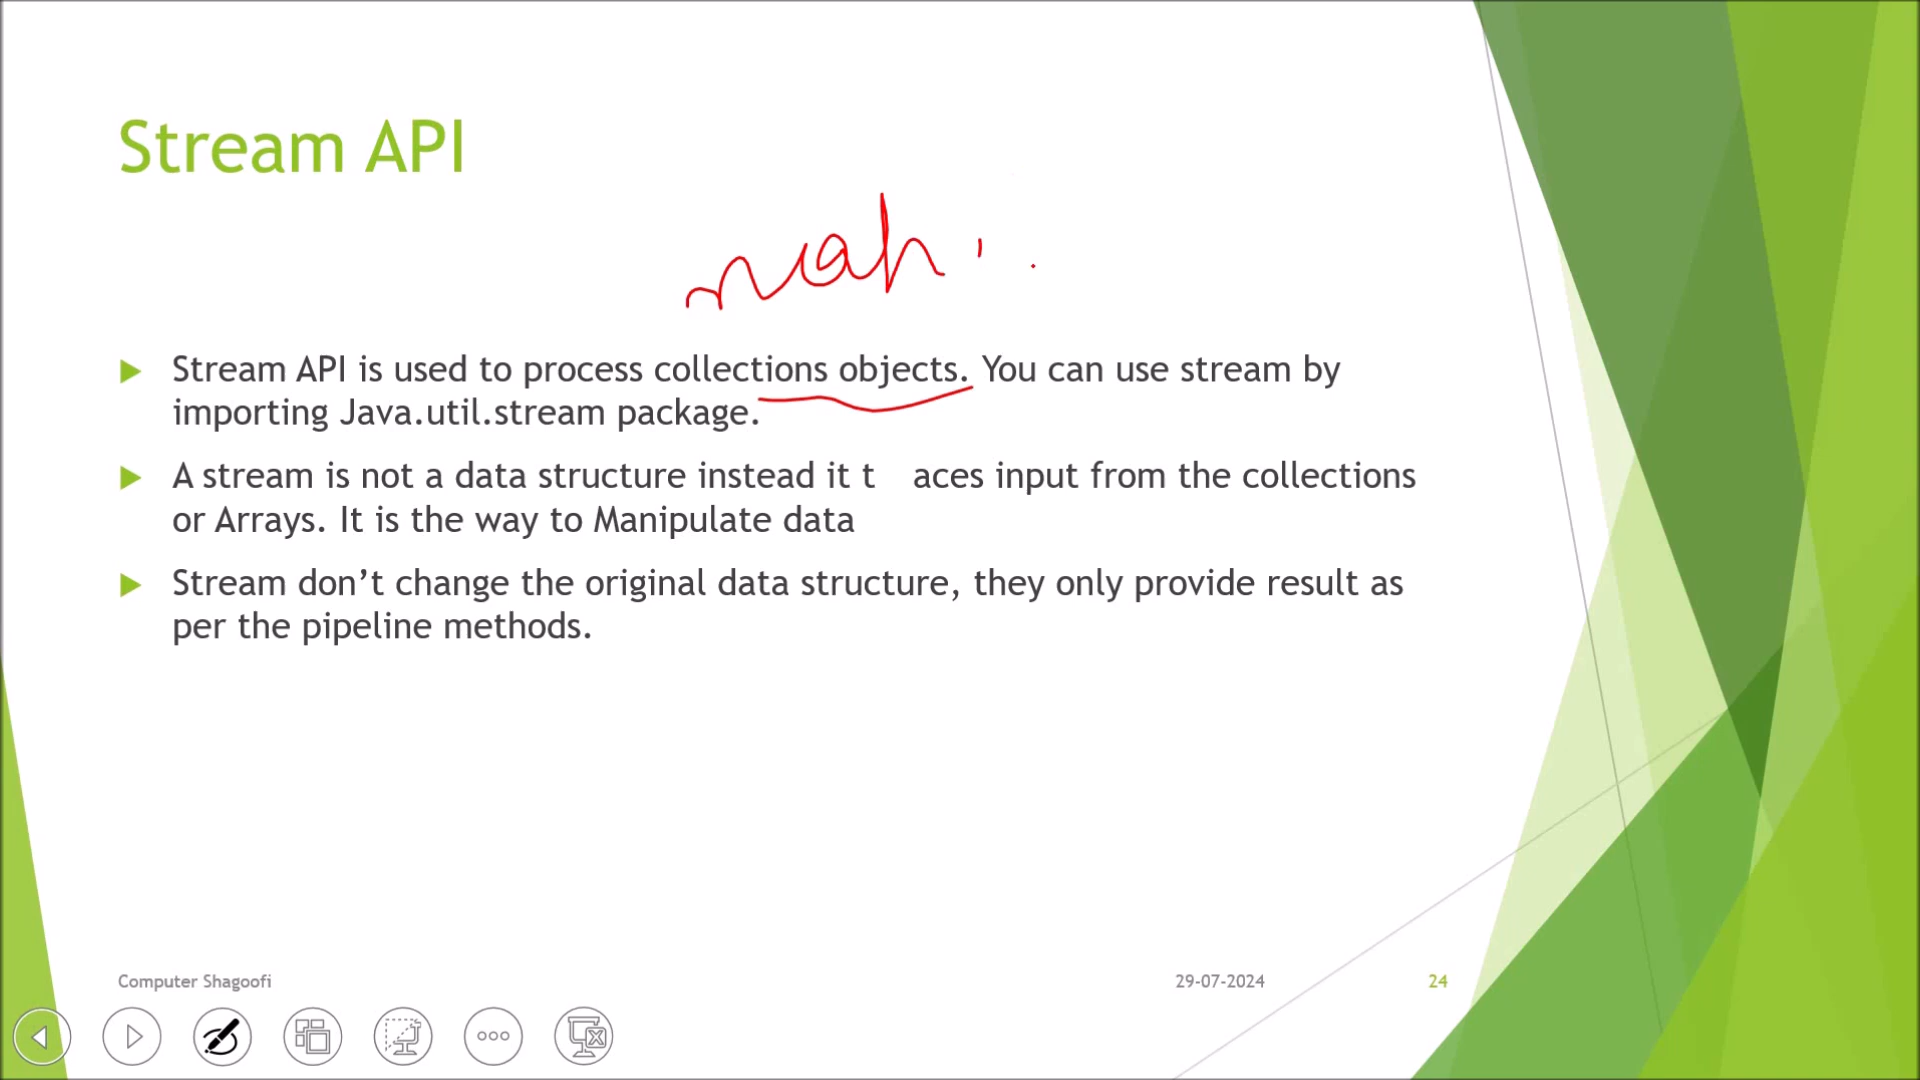 Stream API
Stream API is used to process collections objects. You can use stream by
importing Java.util.stream package.
A stream is not a data structure instead it t aces input from the collections
or Arrays. It is the way to Manipulate data
Stream don’t change the original data structure, they only provide result as
per the pipeline methods.
Computer Shagoofi
29-07-2024
24